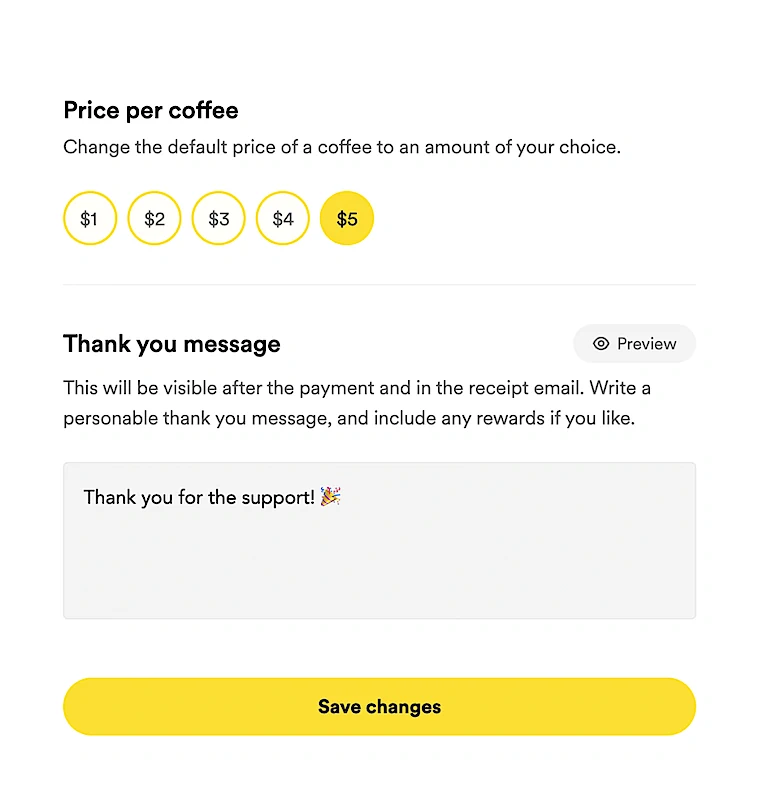 Price per coffee
Change the default price of a coffee to an amount of your choice.
$1 $2 $3 $4 $5
Thank you message
Preview
This will be visible after the payment and in the receipt email. Write a
personable thank you message, and include any rewards if you like.
Thank you for the support! 🎉
Save changes